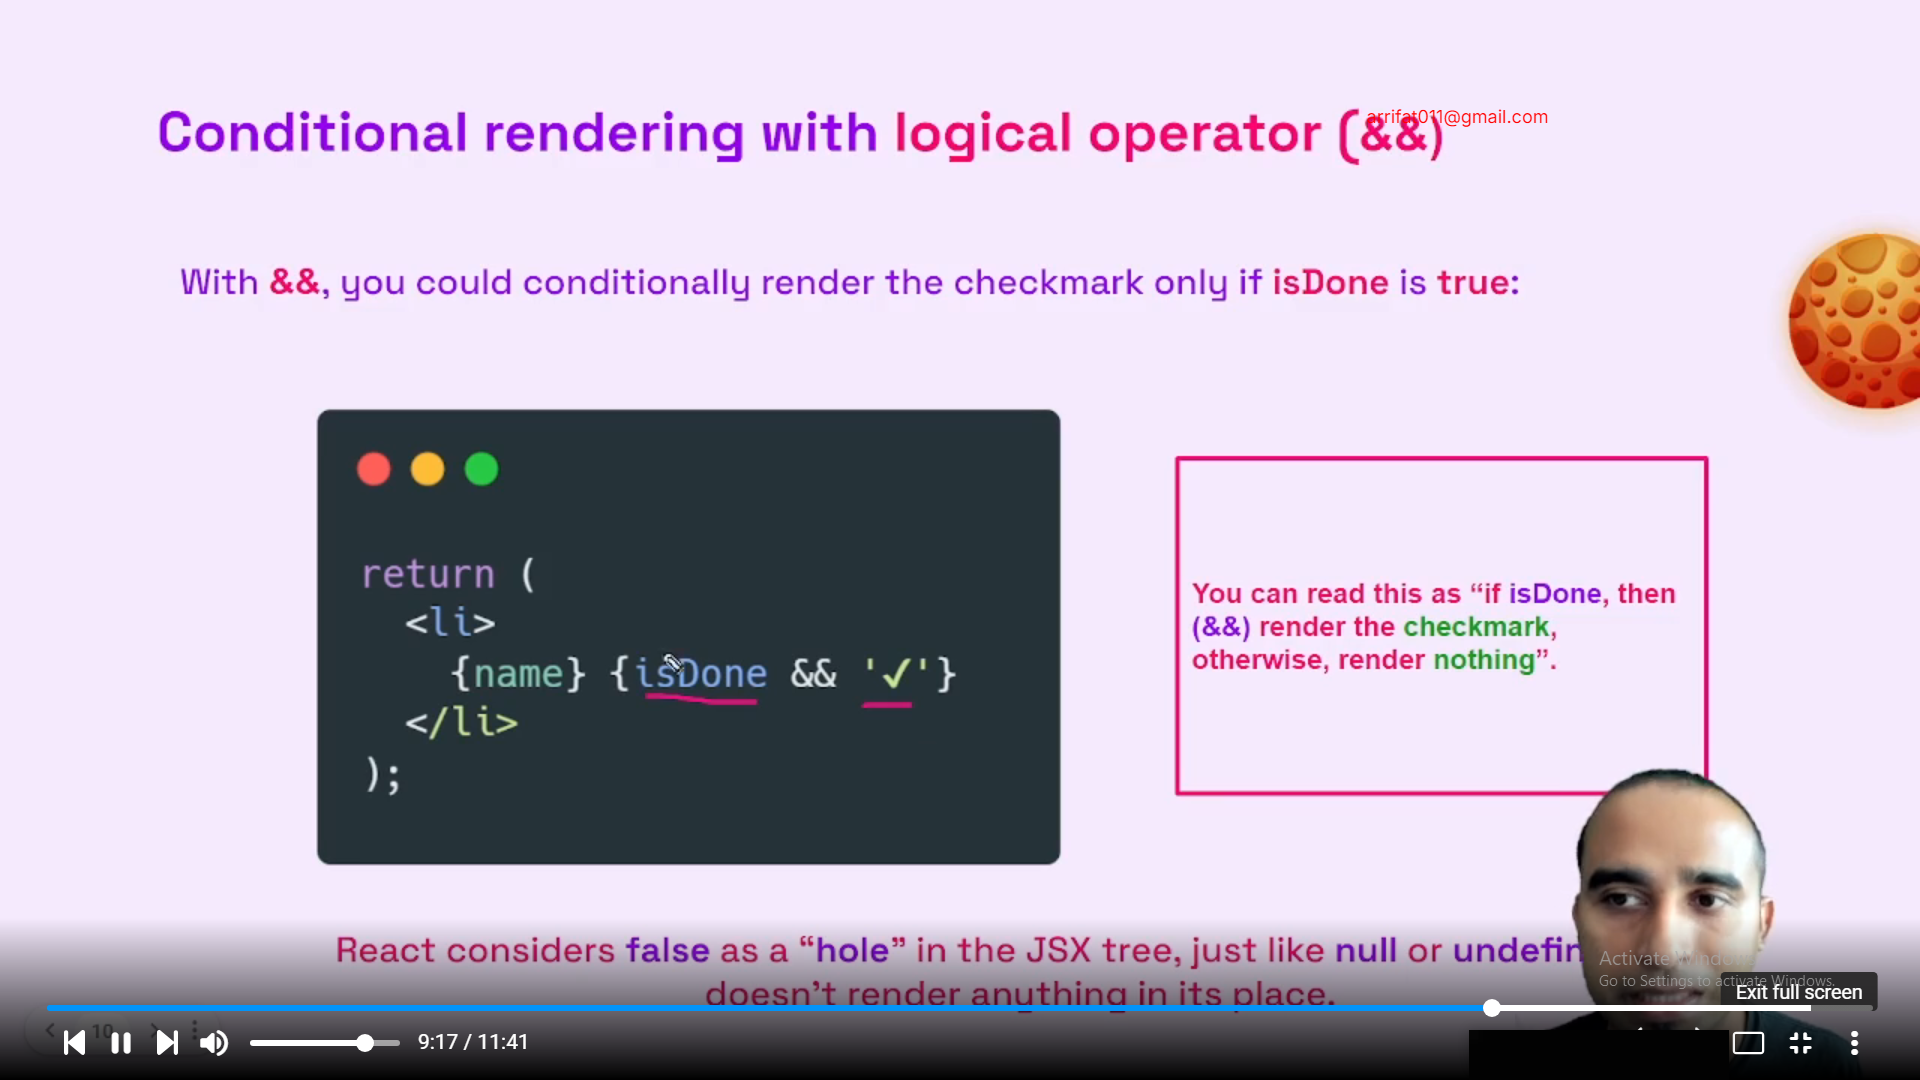 Conditional rendering with logical operator (&&)
arrifat011@gmail.com
With &&, you could conditionally render the checkmark only if isDone is true:
return (
<li>
{name} {isDone && '✓'}
</li>
);
You can read this as “if isDone, then
(&&) render the checkmark,
otherwise, render nothing”.
React considers false as a “hole” in the JSX tree, just like null or
doesn't render anything in its place.
Activate Windows
Go to Settings to activate Windows.
Exit full screen
10
9:17 / 11:41